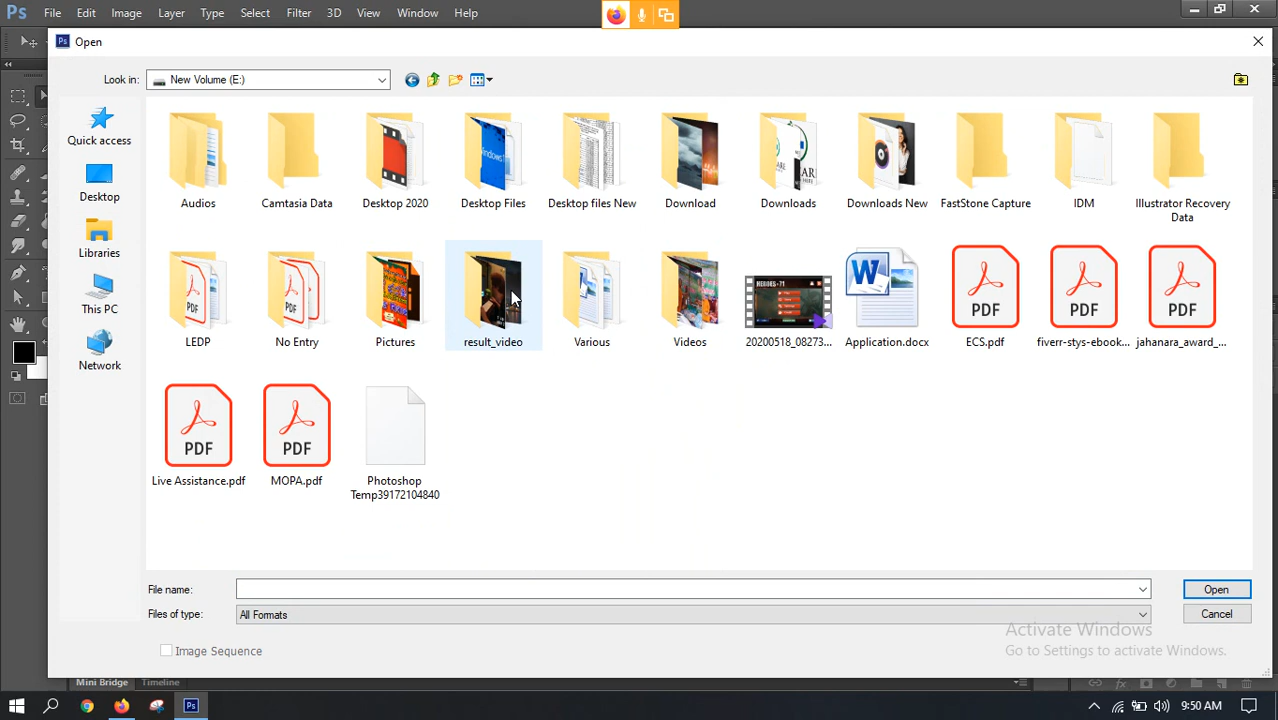 Ps File Edit Image Layer Type Select Filter 3D View Window Help
Ps Open
Look in: New Volume (E:)
Quick access
Desktop
Libraries
This PC
Network
Audios Camtasia Data Desktop 2020 Desktop Files Desktop files New Download Downloads Downloads New FastStone Capture IDM Illustrator Recovery
Data
LEDP No Entry Pictures result_video Various Videos 20200518_08273... Application.docx ECS.pdf fiverr-stys-ebook... jahanara_award_...
PDF PDF PDF
HEROES-71
PDF PDF
Live Assistance.pdf MOPA.pdf Photoshop
Temp39172104840
File name: Open
Files of type: All Formats Cancel
Activate Windows
Go to Settings to activate Windows.
Image Sequence
Mini Bridge Timeline
Ps 9:50 AM